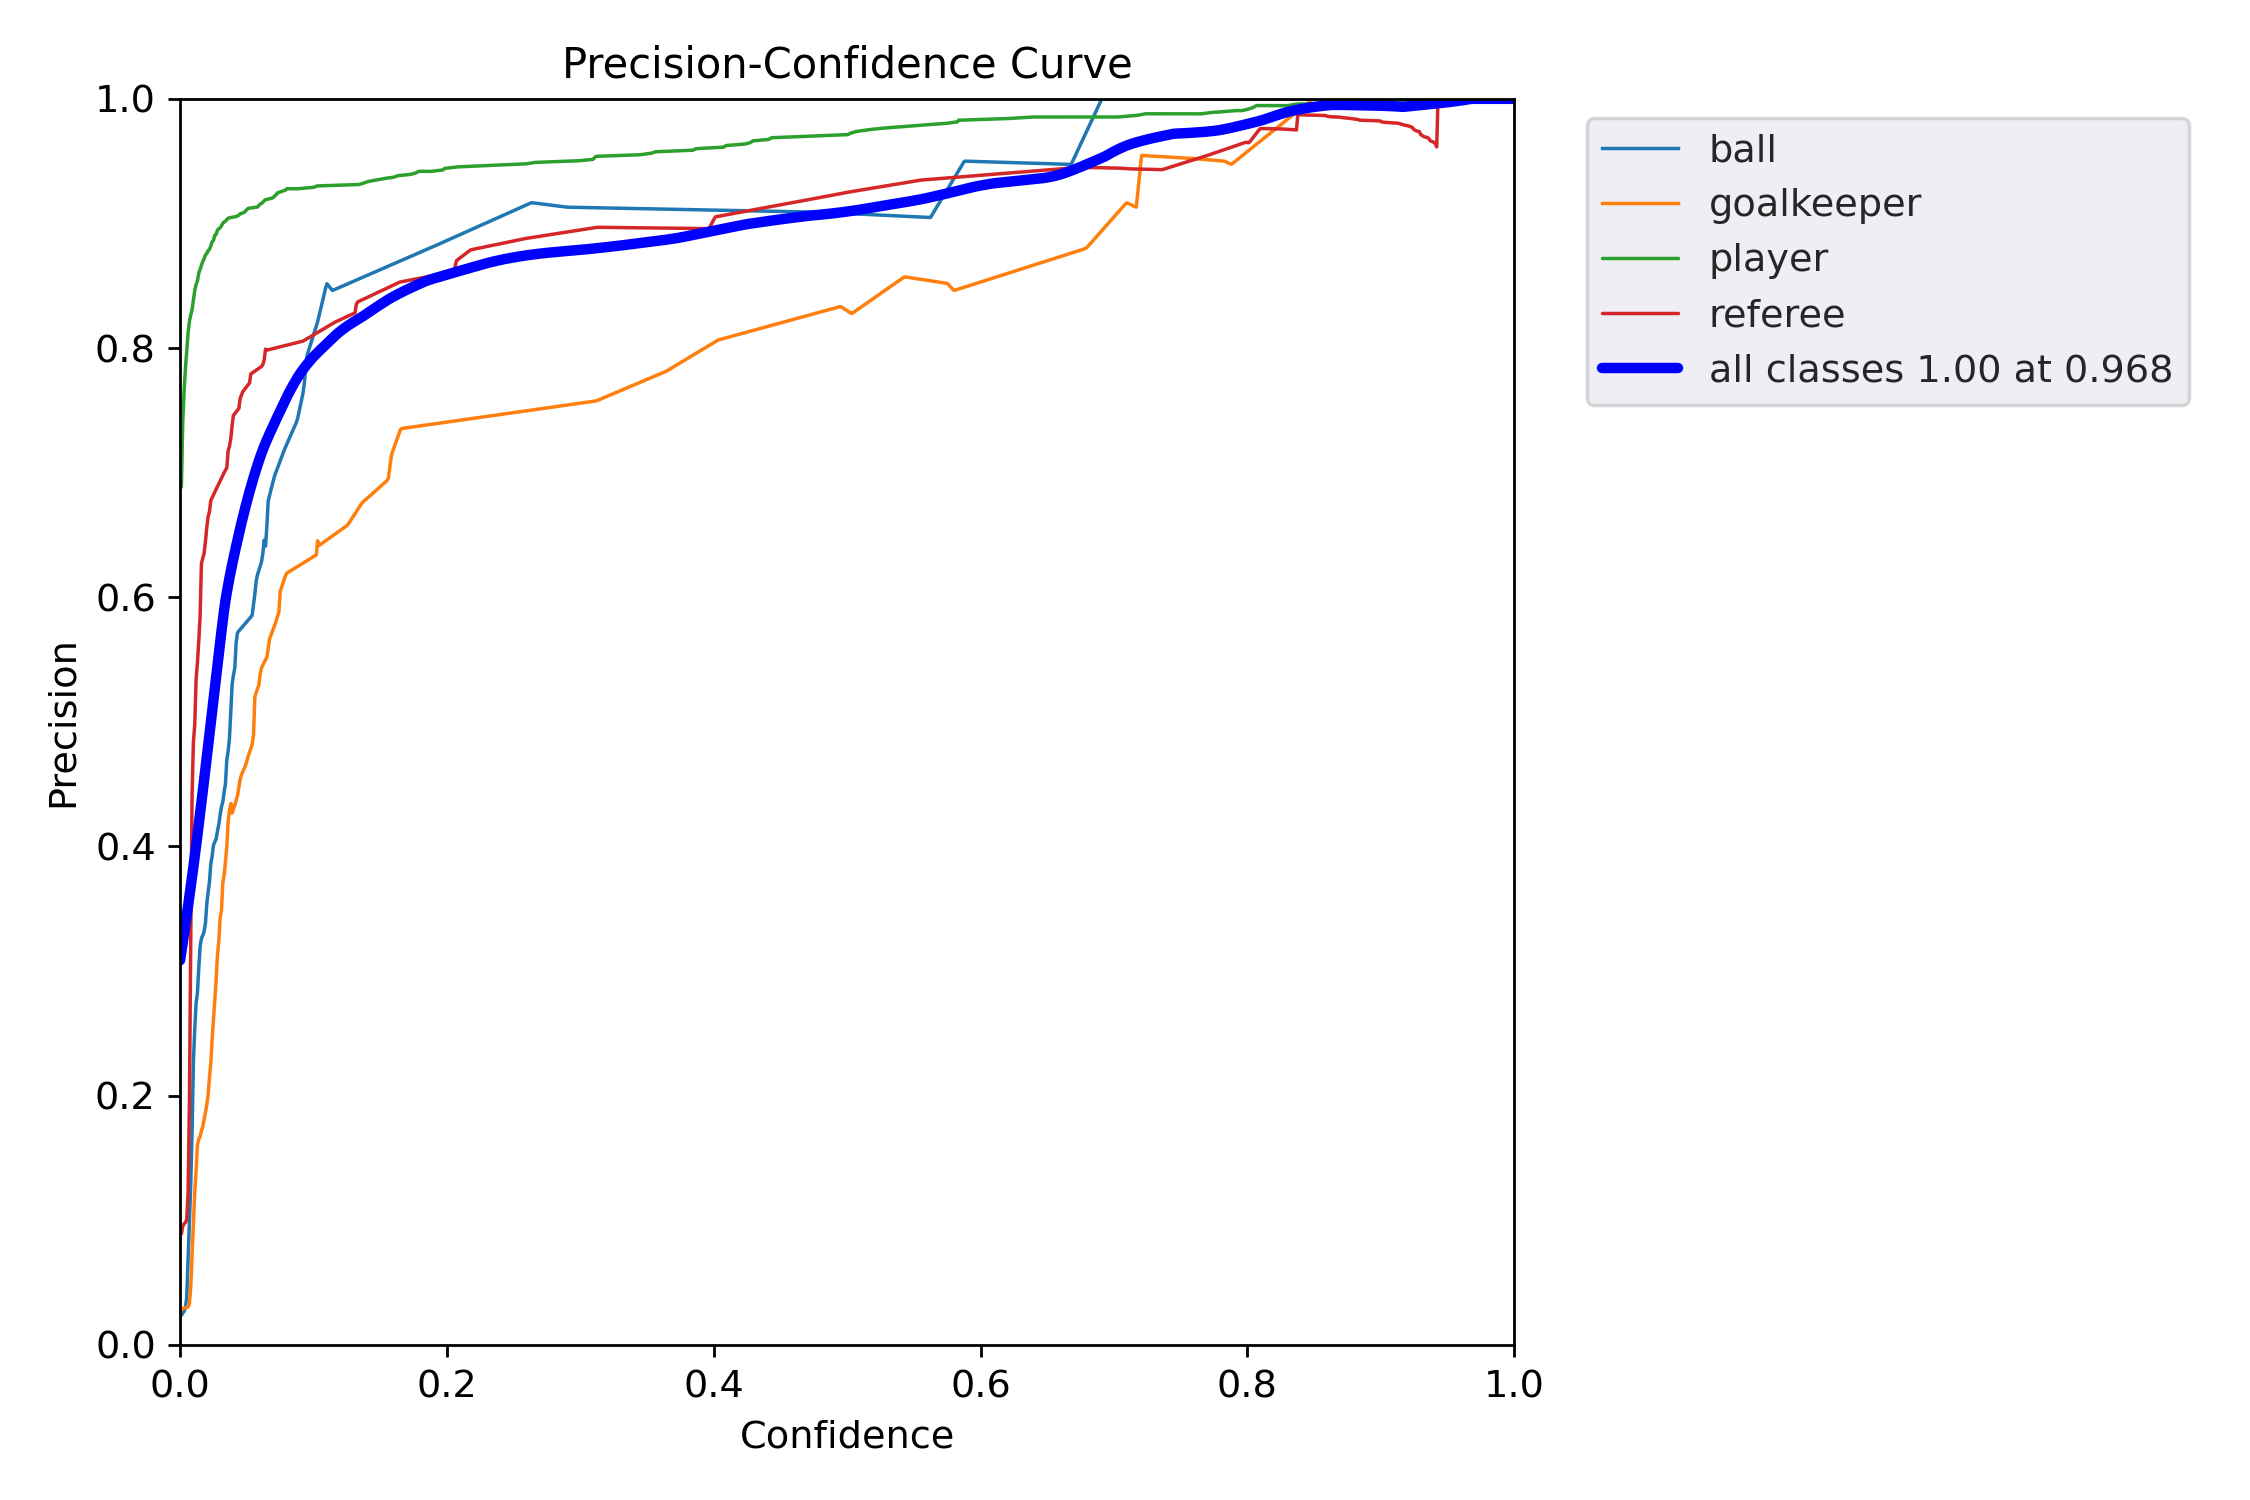 Precision-Confidence Curve
1.0
0.8
0.6
0.4
0.2
0.0
Precision
0.0 0.2 0.4 0.6 0.8 1.0
Confidence
ball
goalkeeper
player
referee
all classes 1.00 at 0.968